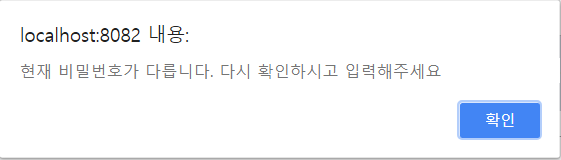 localhost:8082 내용:
현재 비밀번호가 다릅니다. 다시 확인하시고 입력해주세요
확인